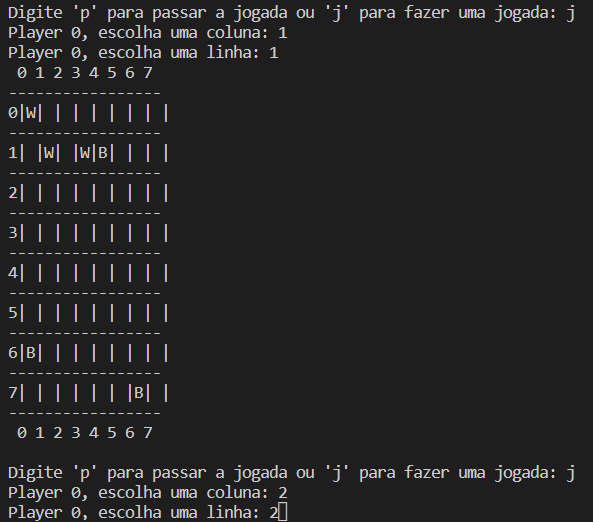 Digite 'p' para passar a jogada ou 'j' para fazer uma jogada: j
Player 0, escolha uma coluna: 1
Player 0, escolha uma linha: 1
 0 1 2 3 4 5 6 7
-----------------
0|W| | | | | | | |
-----------------
1| |W| |W|B| | | |
-----------------
2| | | | | | | | |
-----------------
3| | | | | | | | |
-----------------
4| | | | | | | | |
-----------------
5| | | | | | | | |
-----------------
6|B| | | | | | | |
-----------------
7| | | | | | |B| |
-----------------
 0 1 2 3 4 5 6 7

Digite 'p' para passar a jogada ou 'j' para fazer uma jogada: j
Player 0, escolha uma coluna: 2
Player 0, escolha uma linha: 2